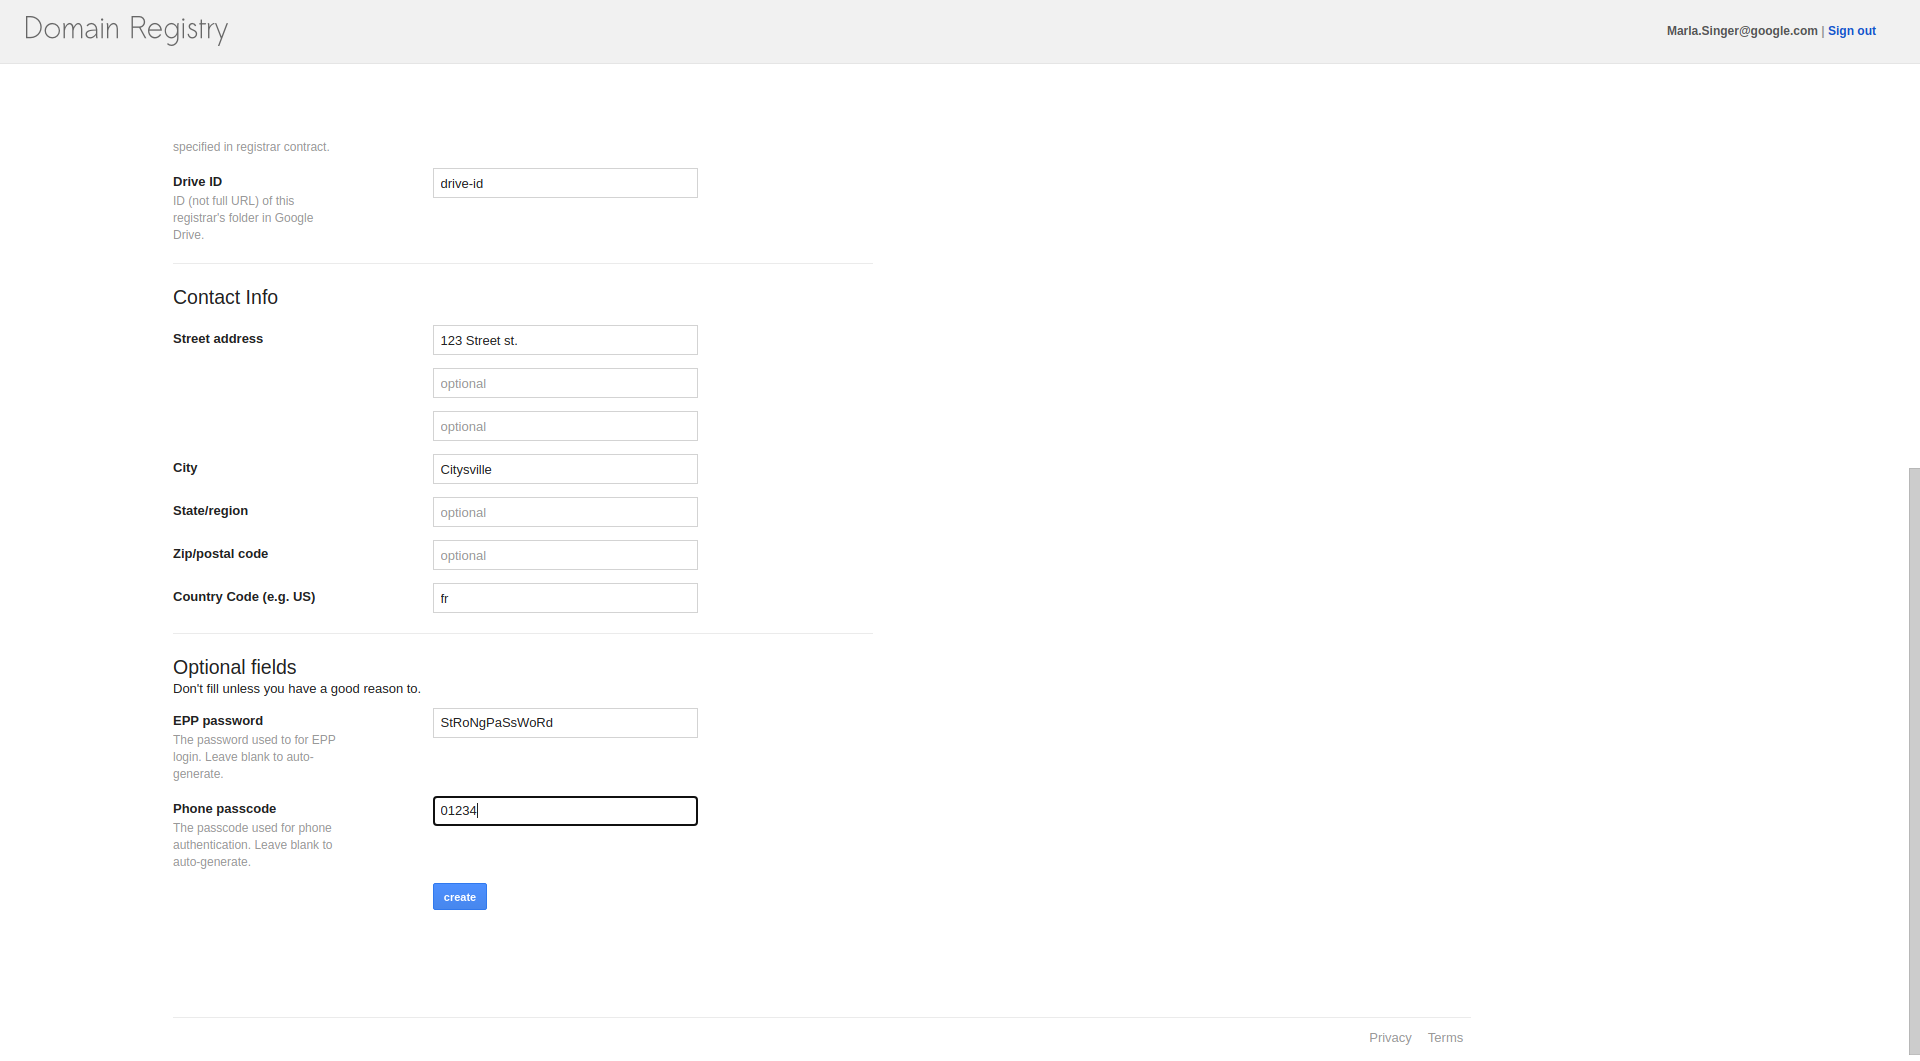 Domain Registry
Marla.Singer@google.com | Sign out
specified in registrar contract.
Drive ID
drive-id
ID (not full URL) of this
registrar's folder in Google
Drive.
Contact Info
Street address
123 Street st.
optional
optional
City
Citysville
State/region
optional
Zip/postal code
optional
Country Code (e.g. US)
fr
Optional fields
Don't fill unless you have a good reason to.
EPP password
StRoNgPaSsWoRd
The password used to for EPP
login. Leave blank to auto-
generate.
Phone passcode
01234
The passcode used for phone
authentication. Leave blank to
auto-generate.
create
Privacy Terms